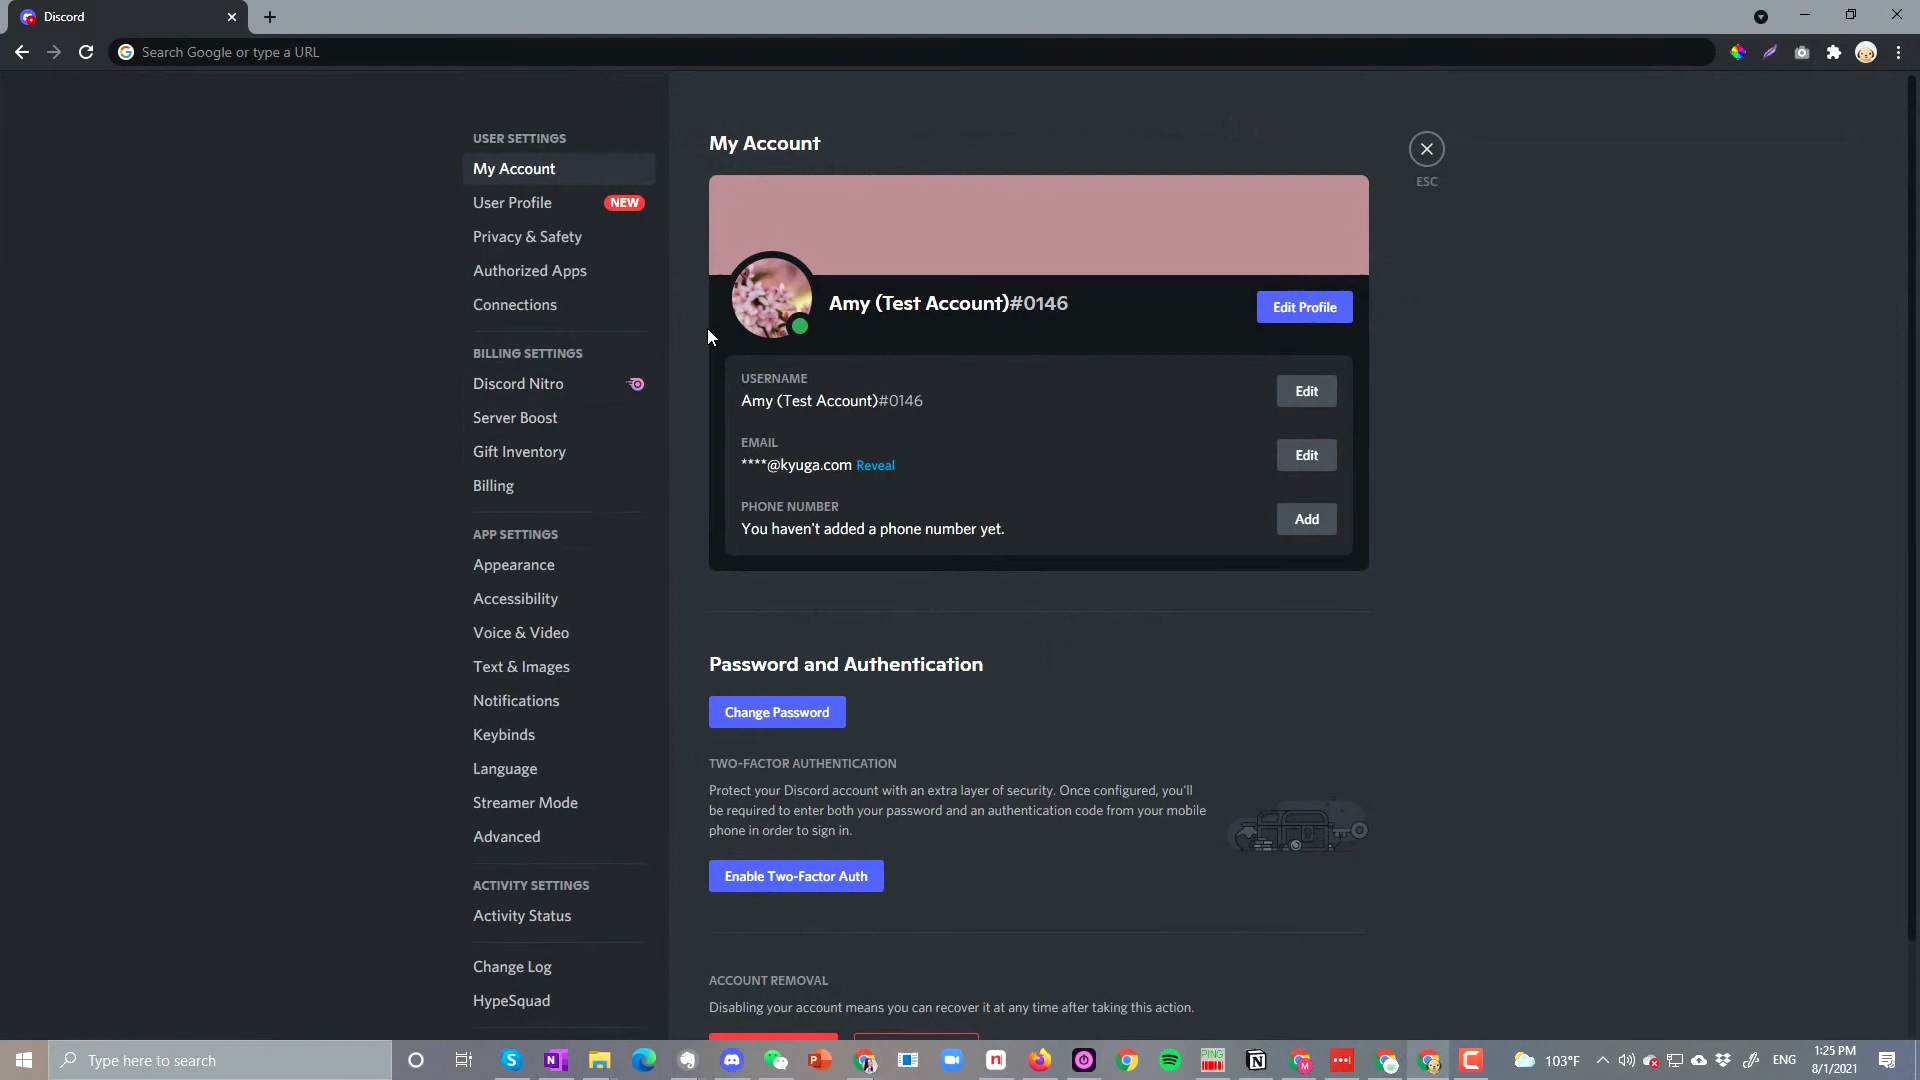 Discord
Search Google or type a URL
USER SETTINGS
My Account
User Profile NEW
Privacy & Safety
Authorized Apps
Connections
BILLING SETTINGS
Discord Nitro
Server Boost
Gift Inventory
Billing
APP SETTINGS
Appearance
Accessibility
Voice & Video
Text & Images
Notifications
Keybinds
Language
Streamer Mode
Advanced
ACTIVITY SETTINGS
Activity Status
Change Log
HypeSquad
My Account
ESC
Amy (Test Account)#0146
Edit Profile
USERNAME
Amy (Test Account)#0146
Edit
EMAIL
****@kyuga.com Reveal
Edit
PHONE NUMBER
You haven't added a phone number yet.
Add
Password and Authentication
Change Password
TWO-FACTOR AUTHENTICATION
Protect your Discord account with an extra layer of security. Once configured, you'll
be required to enter both your password and an authentication code from your mobile
phone in order to sign in.
Enable Two-Factor Auth
ACCOUNT REMOVAL
Disabling your account means you can recover it at any time after taking this action.
Type here to search
PING
103°F
ENG
1:25 PM
8/1/2021